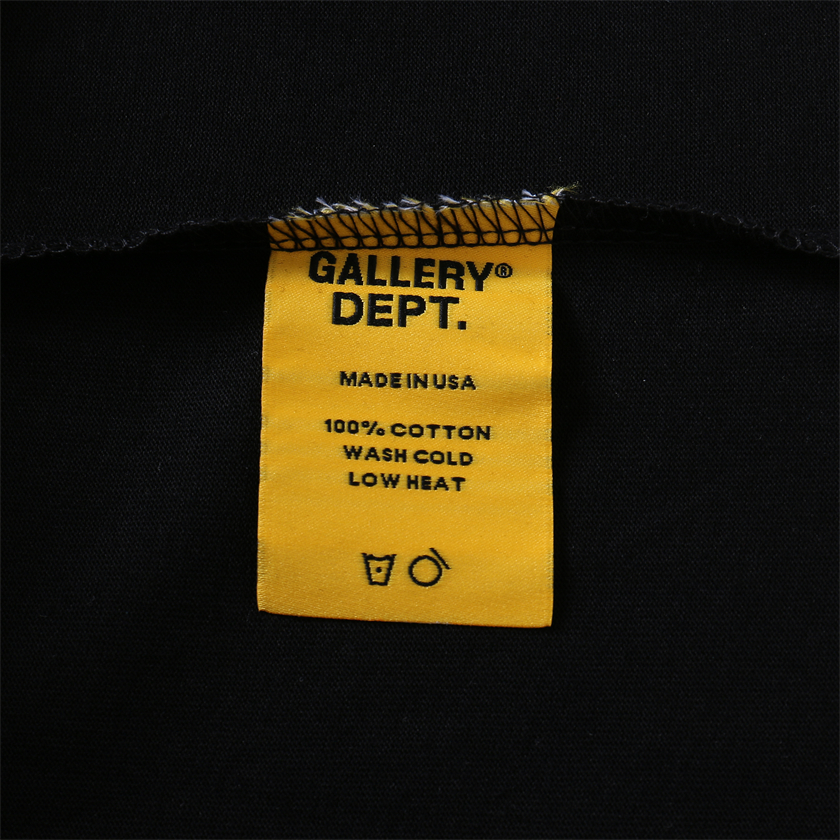 GALLERY®
DEPT.
MADE IN USA
100% COTTON
WASH COLD
LOW HEAT